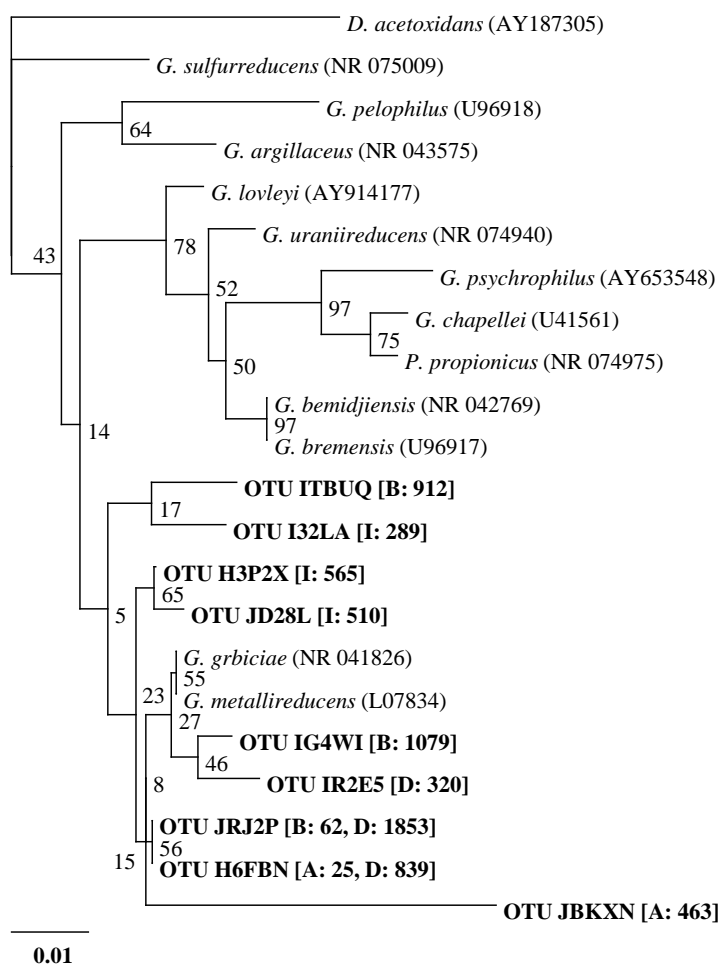 D. acetoxidans (AY187305)
G. sulfurreducens (NR 075009)
G. pelophilus (U96918)
64
G. argillaceus (NR 043575)
G. lovleyi (AY914177)
G. uraniireducens (NR 074940)
43
78
G. psychrophilus (AY653548)
52
97
G. chapellei (U41561)
75
P. propionicus (NR 074975)
50
G. bemidjiensis (NR 042769)
97
14
G. bremensis (U96917)
OTU ITBUQ [B: 912]
17
OTU I32LA [I: 289]
OTU H3P2X [I: 565]
65
OTU JD28L [I: 510]
5
G. grbiciae (NR 041826)
55
23
G. metallireducens (L07834)
27
OTU IG4WI [B: 1079]
46
OTU IR2E5 [D: 320]
8
OTU JRJ2P [B: 62, D: 1853]
56
15
OTU H6FBN [A: 25, D: 839]
OTU JBKXN [A: 463]
0.01